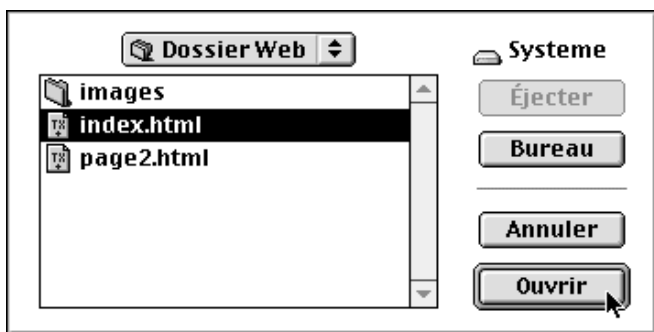 Dossier Web
images
index.html
page2.html
Systeme
Éjecter
Bureau
Annuler
Ouvrir